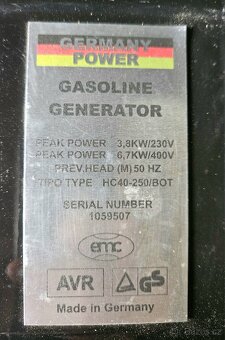 GERMANY
POWER
GASOLINE
GENERATOR
PEAK POWER 3,8KW/230V
PEAK POWER 6,7KW/400V
PREV.HEAD (M) 50 HZ
TIPO TYPE HC40-250/BOT
SERIAL NUMBER
1059507
emc
AVR GS
Made in Germany